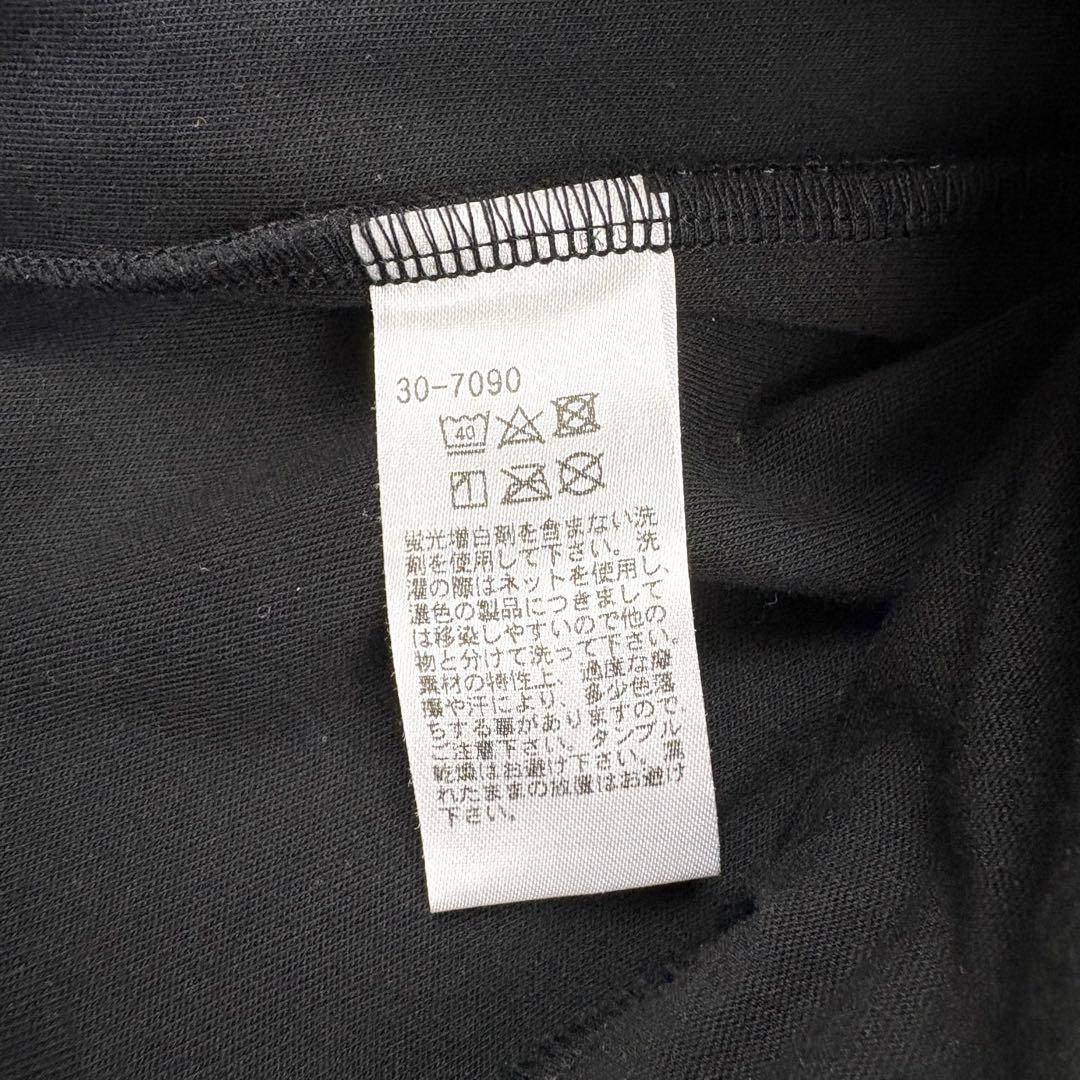 30-7090
40
蛍光増白剤を含まない洗
剤を使用して下さい。洗
濯の際はネットを使用し、
濃色の製品につきまして
は移染しやすいので他の
物と分けて洗って下さい。
素材の特性上、過度な摩
擦や汗により、多少色落
ちする事がありますので
ご注意下さい。タンブル
乾燥はお避け下さい。濡
れたままの放置はお避け
下さい。